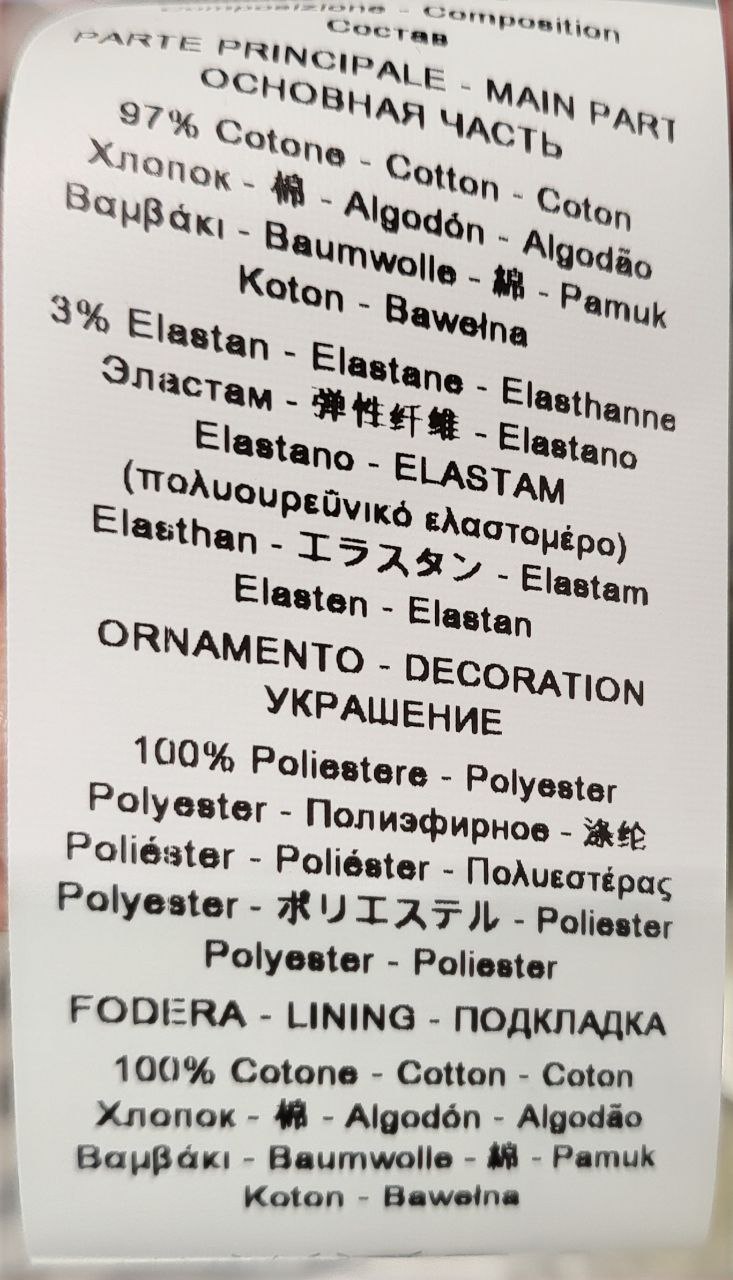 Composizione - Composition
Состав
PARTE PRINCIPALE - MAIN PART
ОСНОВНАЯ ЧАСТЬ
97% Cotone - Cotton - Coton
Хлопок - 棉 - Algodón - Algodão
Βαμβάκι - Baumwolle - 綿 - Pamuk
Koton - Bawełna
3% Elastan - Elastane - Elasthanne
Эластам - 弹性纤维 - Elastano
Elastano - ELASTAM
(πολυουρεϋνικό ελαστομέρο)
Elasthan - エラスタン - Elastam
Elasten - Elastan
ORNAMENTO - DECORATION
УКРАШЕНИЕ
100% Poliestere - Polyester
Polyester - Полиэфирное - 涤纶
Poliéster - Poliéster - Πολυεστέρας
Polyester - ポリエステル - Poliester
Polyester - Poliester
FODERA - LINING - ПОДКЛАДКА
100% Cotone - Cotton - Coton
Хлопок - 棉 - Algodón - Algodão
Βαμβάκι - Baumwolle - 綿 - Pamuk
Koton - Bawełna